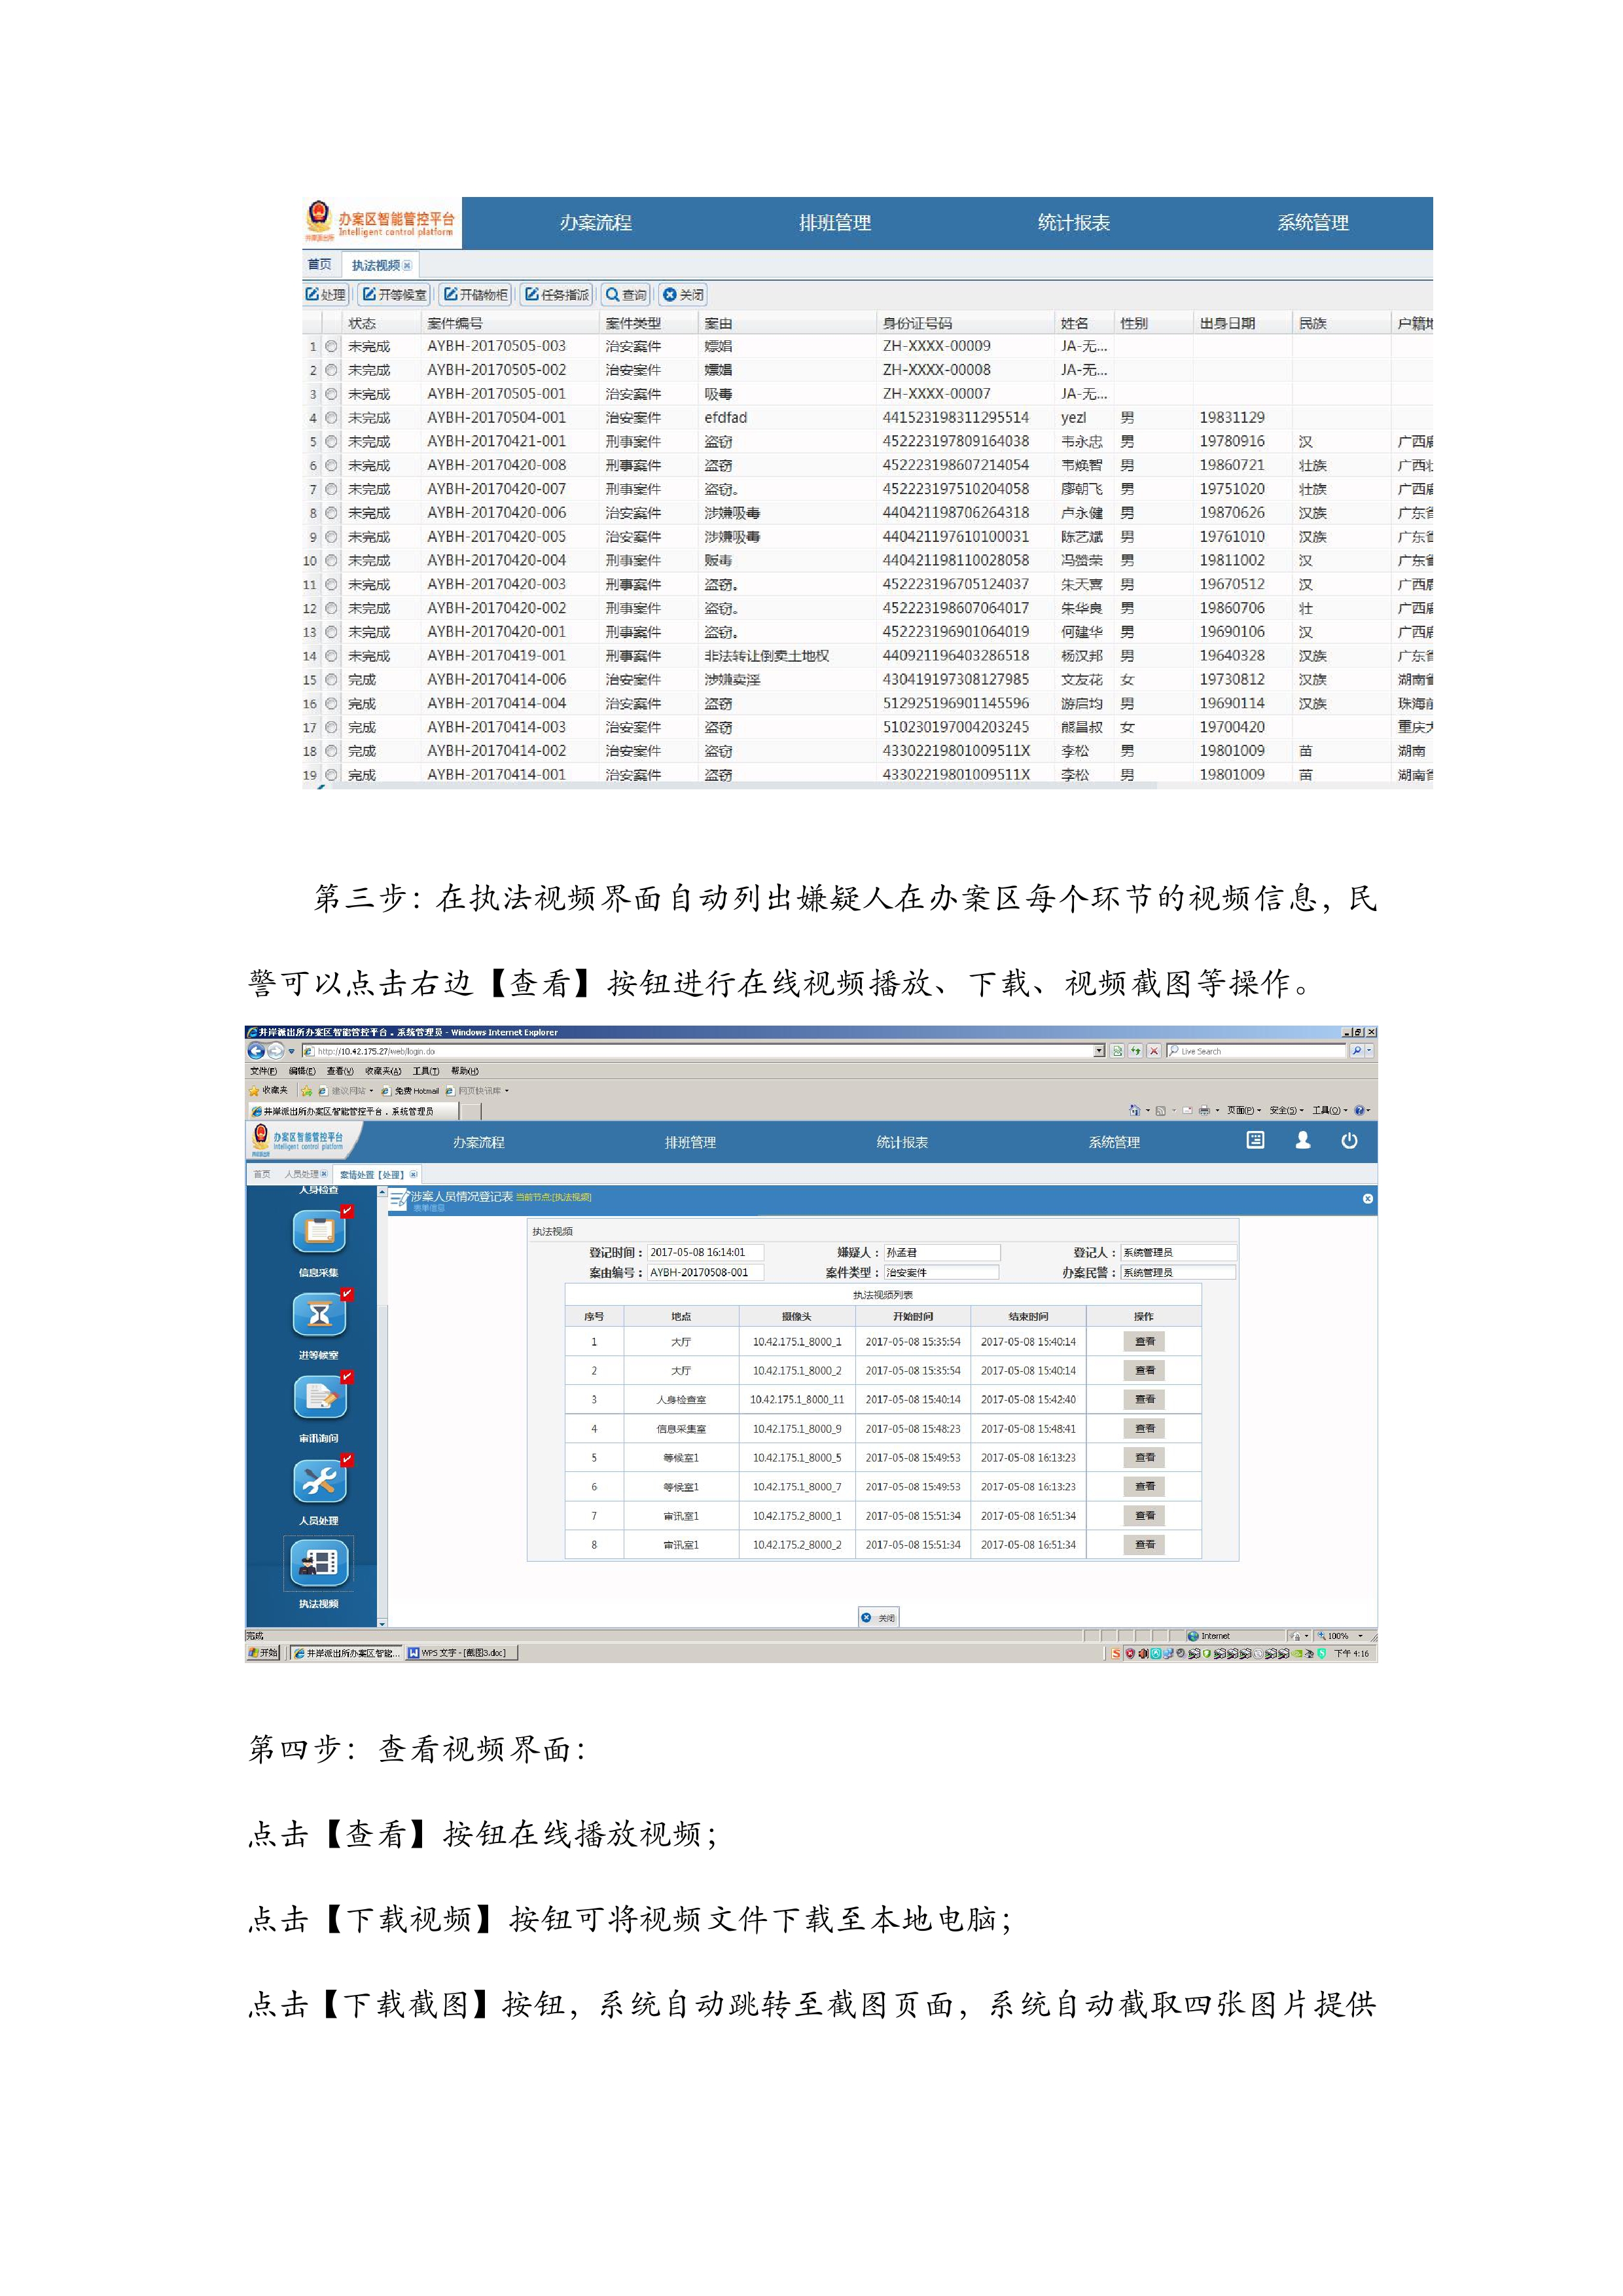 办案区智能管控平台
Intelligent control platform
井岸派出所
办案流程 排班管理 统计报表 系统管理
首页 执法视频
处理 开等候室 开储物柜 任务指派 查询 关闭
状态 案件编号 案件类型 案由 身份证号码 姓名 性别 出身日期 民族
1 未完成 AYBH-20170505-003 治安案件 嫖娼 ZH-XXXX-00009 JA-无...
2 未完成 AYBH-20170505-002 治安案件 嫖娼 ZH-XXXX-00008 JA-无...
3 未完成 AYBH-20170505-001 治安案件 吸毒 ZH-XXXX-00007 JA-无...
4 未完成 AYBH-20170504-001 治安案件 efdfad 441523198311295514 yezl 男 19831129
5 未完成 AYBH-20170421-001 刑事案件 盗窃 452223197809164038 韦永忠 男 19780916 汉 广西
6 未完成 AYBH-20170420-008 刑事案件 盗窃 452223198607214054 韦焕智 男 19860721 壮族 广西
7 未完成 AYBH-20170420-007 刑事案件 盗窃。 452223197510204058 廖朝飞 男 19751020 壮族 广西
8 未完成 AYBH-20170420-006 治安案件 涉嫌吸毒 440421198706264318 卢永健 男 19870626 汉族 广东
9 未完成 AYBH-20170420-005 治安案件 涉嫌吸毒 440421197610100031 陈艺斌 男 19761010 汉族 广东
10 未完成 AYBH-20170420-004 刑事案件 贩毒 440421198110028058 冯赞荣 男 19811002 汉 广东
11 未完成 AYBH-20170420-003 刑事案件 盗窃。 452223196705124037 朱天喜 男 19670512 汉 广西
12 未完成 AYBH-20170420-002 刑事案件 盗窃。 452223198607064017 朱华良 男 19860706 壮 广西
13 未完成 AYBH-20170420-001 刑事案件 盗窃。 452223196901064019 何建华 男 19690106 汉 广西
14 未完成 AYBH-20170419-001 刑事案件 非法转让倒卖土地权 440921196403286518 杨汉邦 男 19640328 汉族 广东
15 完成 AYBH-20170414-006 治安案件 涉嫌卖淫 430419197308127985 文友花 女 19730812 汉族 湖南
16 完成 AYBH-20170414-004 治安案件 盗窃 512925196901145596 游启均 男 19690114 汉族 珠海
17 完成 AYBH-20170414-003 治安案件 盗窃 510230197004203245 熊昌叔 女 19700420 重庆
18 完成 AYBH-20170414-002 治安案件 盗窃 43302219801009511X 李松 男 19801009 苗 湖南
19 完成 AYBH-20170414-001 治安案件 盗窃 43302219801009511X 李松 男 19801009 苗 湖南
第三步：在执法视频界面自动列出嫌疑人在办案区每个环节的视频信息，民
警可以点击右边【查看】按钮进行在线视频播放、下载、视频截图等操作。
井岸派出所办案区智能管控平台．系统管理员 - Windows Internet Explorer
http://10.42.175.27/web/login.do Live Search
文件(F) 编辑(E) 查看(V) 收藏夹(A) 工具(T) 帮助(H)
收藏夹 建议网站 免费 Hotmail 网页快讯库
井岸派出所办案区智能管控平台．系统管理员 页面(P) 安全(S) 工具(O)
办案区智能管控平台
Intelligent control platform
办案流程 排班管理 统计报表 系统管理
首页 人员处理 案情处置【处理】
人身检查
涉案人员情况登记表 当前节点:[执法视频]
表单信息
执法视频
登记时间： 2017-05-08 16:14:01 嫌疑人： 孙孟君 登记人： 系统管理员
案由编号： AYBH-20170508-001 案件类型： 治安案件 办案民警： 系统管理员
执法视频列表
序号 地点 摄像头 开始时间 结束时间 操作
1 大厅 10.42.175.1_8000_1 2017-05-08 15:35:54 2017-05-08 15:40:14 查看
2 大厅 10.42.175.1_8000_2 2017-05-08 15:35:54 2017-05-08 15:40:14 查看
3 人身检查室 10.42.175.1_8000_11 2017-05-08 15:40:14 2017-05-08 15:42:40 查看
4 信息采集室 10.42.175.1_8000_9 2017-05-08 15:48:23 2017-05-08 15:48:41 查看
5 等候室1 10.42.175.1_8000_5 2017-05-08 15:49:53 2017-05-08 16:13:23 查看
6 等候室1 10.42.175.1_8000_7 2017-05-08 15:49:53 2017-05-08 16:13:23 查看
7 审讯室1 10.42.175.2_8000_1 2017-05-08 15:51:34 2017-05-08 16:51:34 查看
8 审讯室1 10.42.175.2_8000_2 2017-05-08 15:51:34 2017-05-08 16:51:34 查看
信息采集
进等候室
审讯询问
人员处理
执法视频
关闭
完成 Internet 100%
开始 井岸派出所办案区智能... WPS 文字 - [截图3.doc] 下午 4:16
第四步： 查看视频界面：
点击【查看】按钮在线播放视频；
点击【下载视频】按钮可将视频文件下载至本地电脑；
点击【下载截图】按钮，系统自动跳转至截图页面，系统自动截取四张图片提供